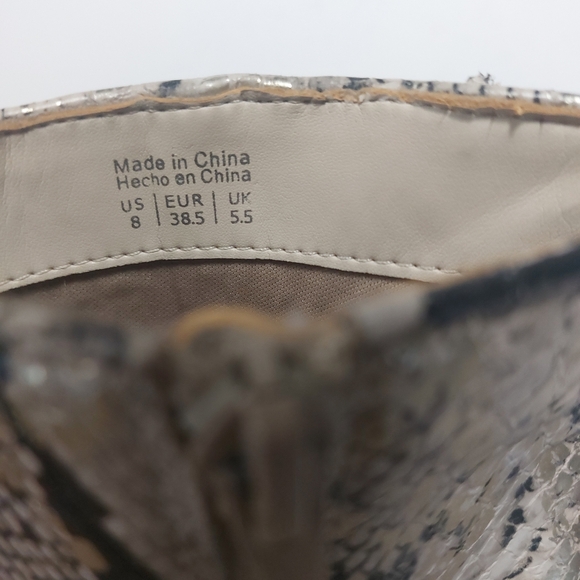 Made in China
Hecho en China
US | EUR | UK
8 | 38.5 | 5.5